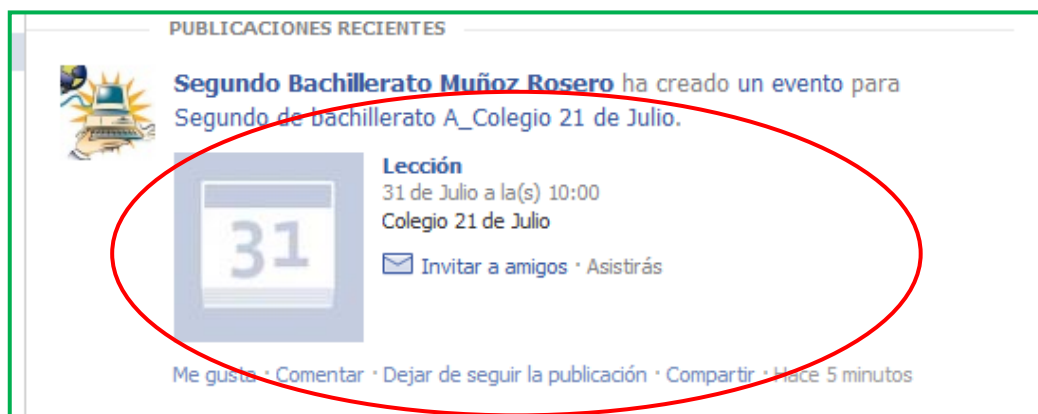 PUBLICACIONES RECIENTES
Segundo Bachillerato Muñoz Rosero ha creado un evento para
Segundo de bachillerato A_Colegio 21 de Julio.
31
Lección
31 de Julio a la(s) 10:00
Colegio 21 de Julio
Invitar a amigos · Asistirás
Me gusta · Comentar · Dejar de seguir la publicación · Compartir · Hace 5 minutos